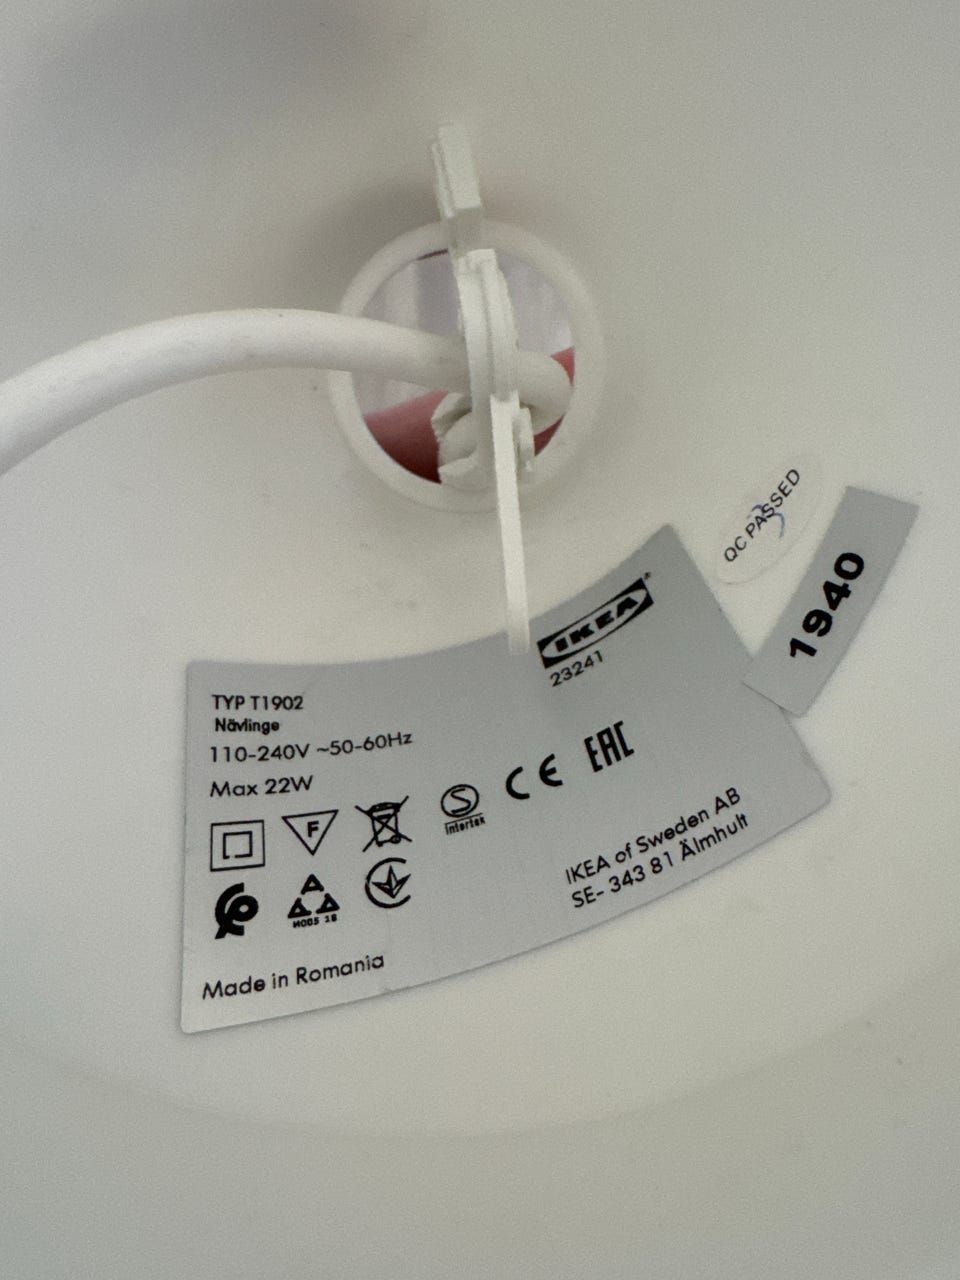 QC PASSED
1940
IKEA
23241
TYP T1902
Nävlinge
110-240V ~50-60Hz
Max 22W
F
S
Intertek
CE
EAC
M005 18
IKEA of Sweden AB
SE- 343 81 Älmhult
Made in Romania